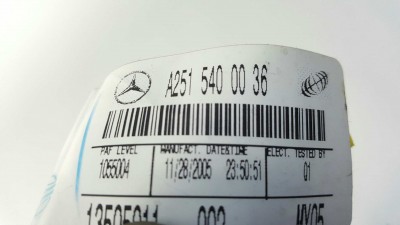 A251 540 00 36
PAF LEVEL MANUFACT. DATE&TIME ELECT. TESTED BY
1055004 11/28/2005 23:50:51 01